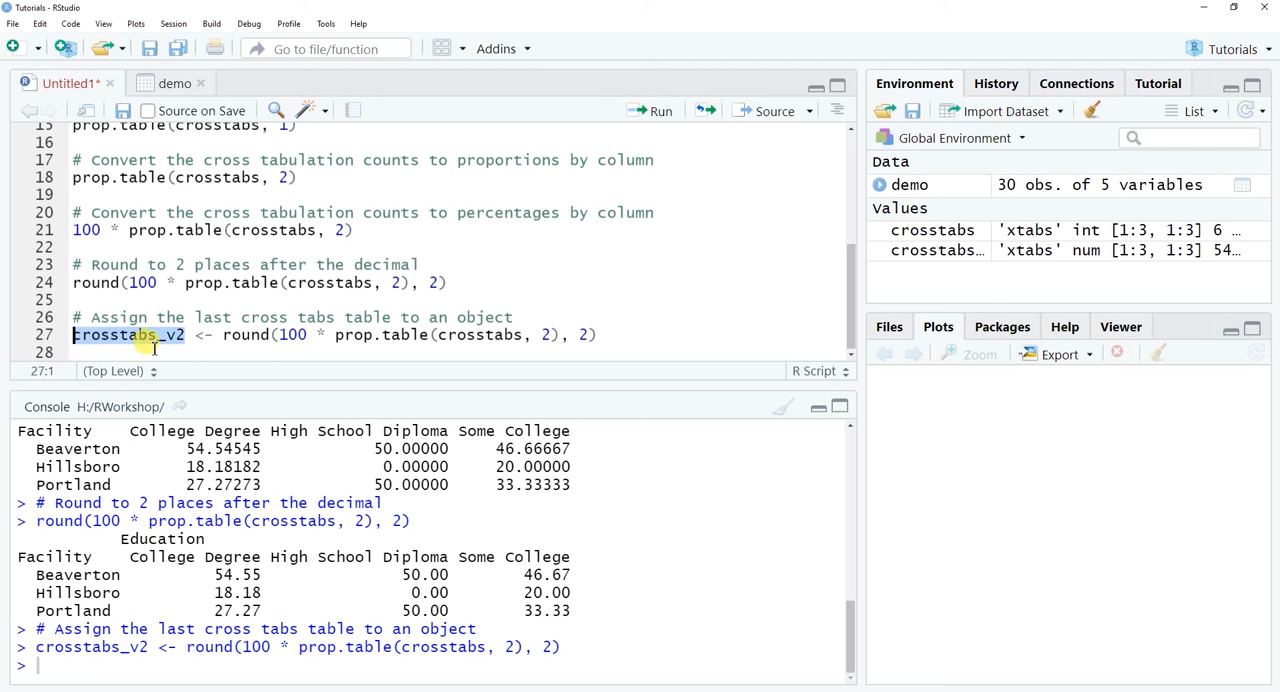 Tutorials - RStudio
File Edit Code View Plots Session Build Debug Profile Tools Help
Go to file/function Addins Tutorials
Untitled1* demo
Source on Save Run Source
15 prop.table(crosstabs, 1)
16
17 # Convert the cross tabulation counts to proportions by column
18 prop.table(crosstabs, 2)
19
20 # Convert the cross tabulation counts to percentages by column
21 100 * prop.table(crosstabs, 2)
22
23 # Round to 2 places after the decimal
24 round(100 * prop.table(crosstabs, 2), 2)
25
26 # Assign the last cross tabs table to an object
27 crosstabs_v2 <- round(100 * prop.table(crosstabs, 2), 2)
28
27:1 (Top Level) R Script
Console H:/RWorkshop/
Facility College Degree High School Diploma Some College
Beaverton 54.54545 50.00000 46.66667
Hillsboro 18.18182 0.00000 20.00000
Portland 27.27273 50.00000 33.33333
> # Round to 2 places after the decimal
> round(100 * prop.table(crosstabs, 2), 2)
Education
Facility College Degree High School Diploma Some College
Beaverton 54.55 50.00 46.67
Hillsboro 18.18 0.00 20.00
Portland 27.27 50.00 33.33
> # Assign the last cross tabs table to an object
> crosstabs_v2 <- round(100 * prop.table(crosstabs, 2), 2)
>
Environment History Connections Tutorial
Import Dataset List
Global Environment
Data
demo 30 obs. of 5 variables
Values
crosstabs 'xtabs' int [1:3, 1:3] 6 …
crosstabs… 'xtabs' num [1:3, 1:3] 54…
Files Plots Packages Help Viewer
Zoom Export